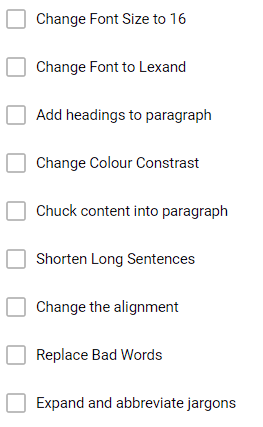 Change Font Size to 16
Change Font to Lexand
Add headings to paragraph
Change Colour Constrast
Chuck content into paragraph
Shorten Long Sentences
Change the alignment
Replace Bad Words
Expand and abbreviate jargons